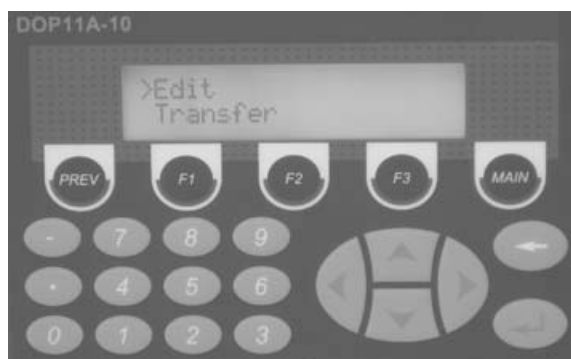 DOP11A-10
>Edit
Transfer
PREV F1 F2 F3 MAIN
- 7 8 9
. 4 5 6
0 1 2 3